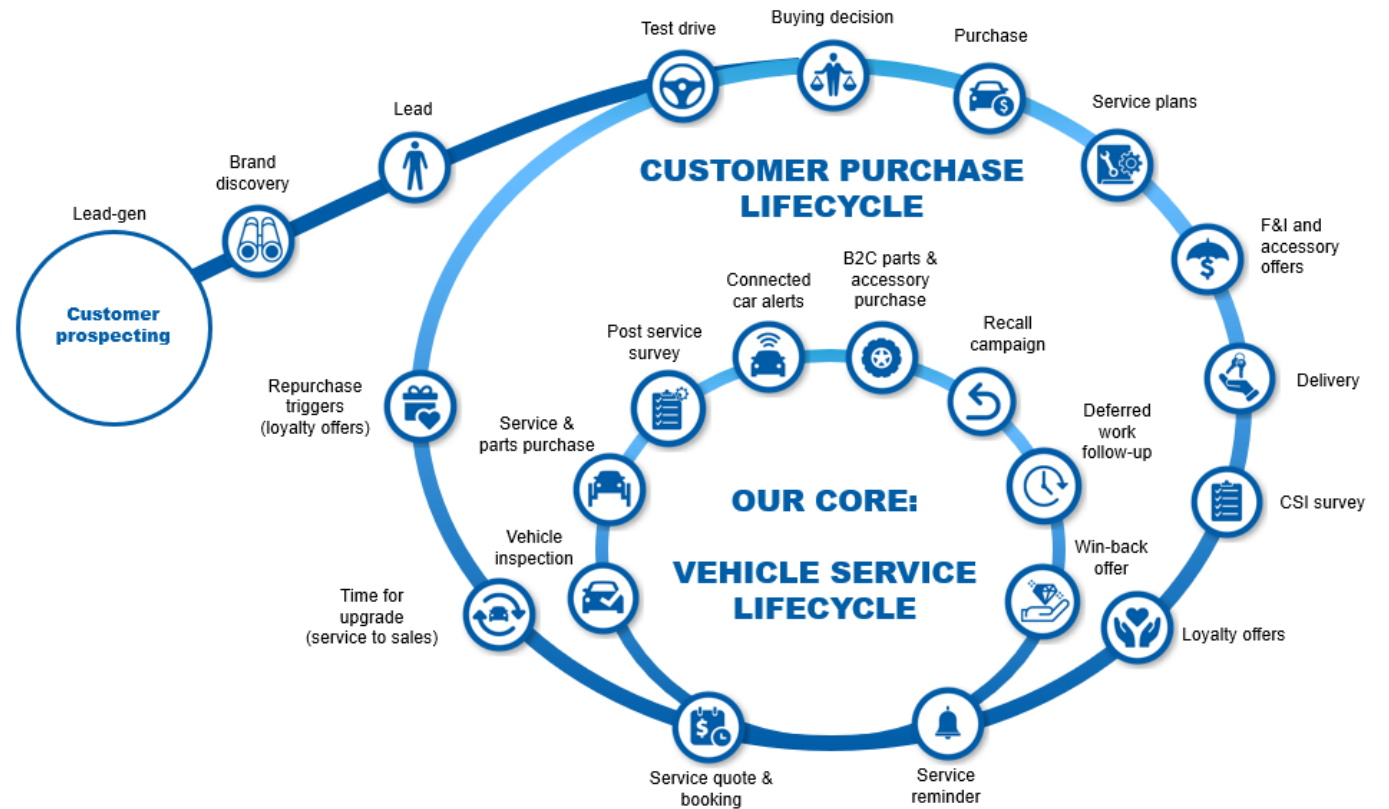 Buying decision
Test drive
Purchase
Lead
Service plans
Brand
discovery
CUSTOMER PURCHASE
LIFECYCLE
Lead-gen
F&I and
accessory
offers
Customer
prospecting
B2C parts &
accessory
purchase
Connected
car alerts
Recall
campaign
Post service
survey
Delivery
Repurchase
triggers
(loyalty offers)
Service &
parts purchase
Deferred
work
follow-up
OUR CORE:
CSI survey
Vehicle
inspection
Win-back
offer
VEHICLE SERVICE
LIFECYCLE
Time for
upgrade
(service to sales)
Loyalty offers
Service quote &
booking
Service
reminder
$
$
$